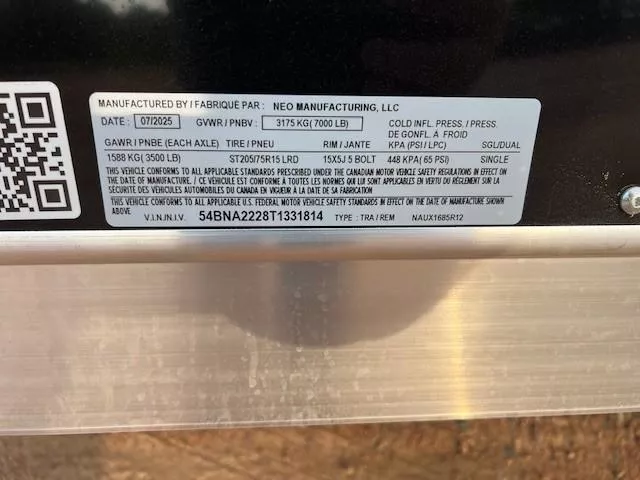 MANUFACTURED BY / FABRIQUÉ PAR : NEO MANUFACTURING, LLC
DATE : 07/2025 GVWR / PNBV : 3175 KG( 7000 LB) COLD INFL. PRESS. / PRESS. DE GONFL. À FROID
GAWR / PNBE (EACH AXLE) TIRE / PNEU RIM / JANTE KPA (PSI / LPC) SGL/DUAL
1588 KG( 3500 LB) ST205/75R15 LRD 15X5J 5 BOLT 448 KPA( 65 PSI) SINGLE
THIS VEHICLE CONFORMS TO ALL STANDARDS PRESCRIBED UNDER THE CANADIAN MOTOR VEHICLE SAFETY REGULATIONS IN EFFECT ON
THE DATE OF MANUFACTURE. / CE VÉHICULE EST CONFORME À TOUTES LES NORMES QUI LUI SONT APPLICABLES EN VERTU DU RÈGLEMENT SUR LA
SÉCURITÉ DES VÉHICULES AUTOMOBILES DU CANADA EN VIGUEUR À LA DATE DE SA FABRICATION
THIS VEHICLE CONFORMS TO ALL APPLICABLE U.S. FEDERAL MOTOR VEHICLE SAFETY STANDARDS IN EFFECT ON THE DATE OF MANUFACTURE SHOWN
ABOVE
V.I.N./N.I.V. 54BNA2228T1331814 TYPE : TRA / REM NAUX1685R12